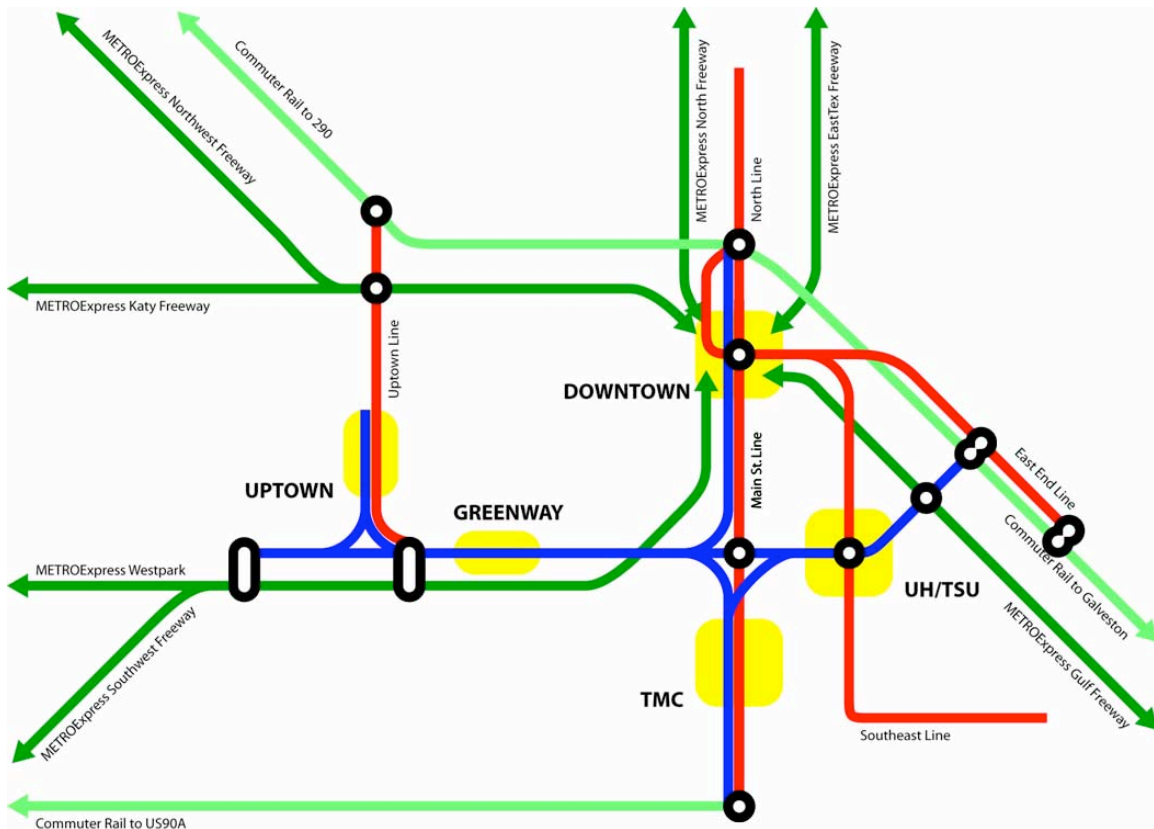 METROExpress Northwest Freeway
Commuter Rail to 290
METROExpress North Freeway
North Line
METROExpress EastTex Freeway
METROExpress Katy Freeway
Uptown Line
DOWNTOWN
Main St. Line
East End Line
UPTOWN
GREENWAY
METROExpress Westpark
UH/TSU
Commuter Rail to Galveston
METROExpress Southwest Freeway
METROExpress Gulf Freeway
TMC
Southeast Line
Commuter Rail to US90A